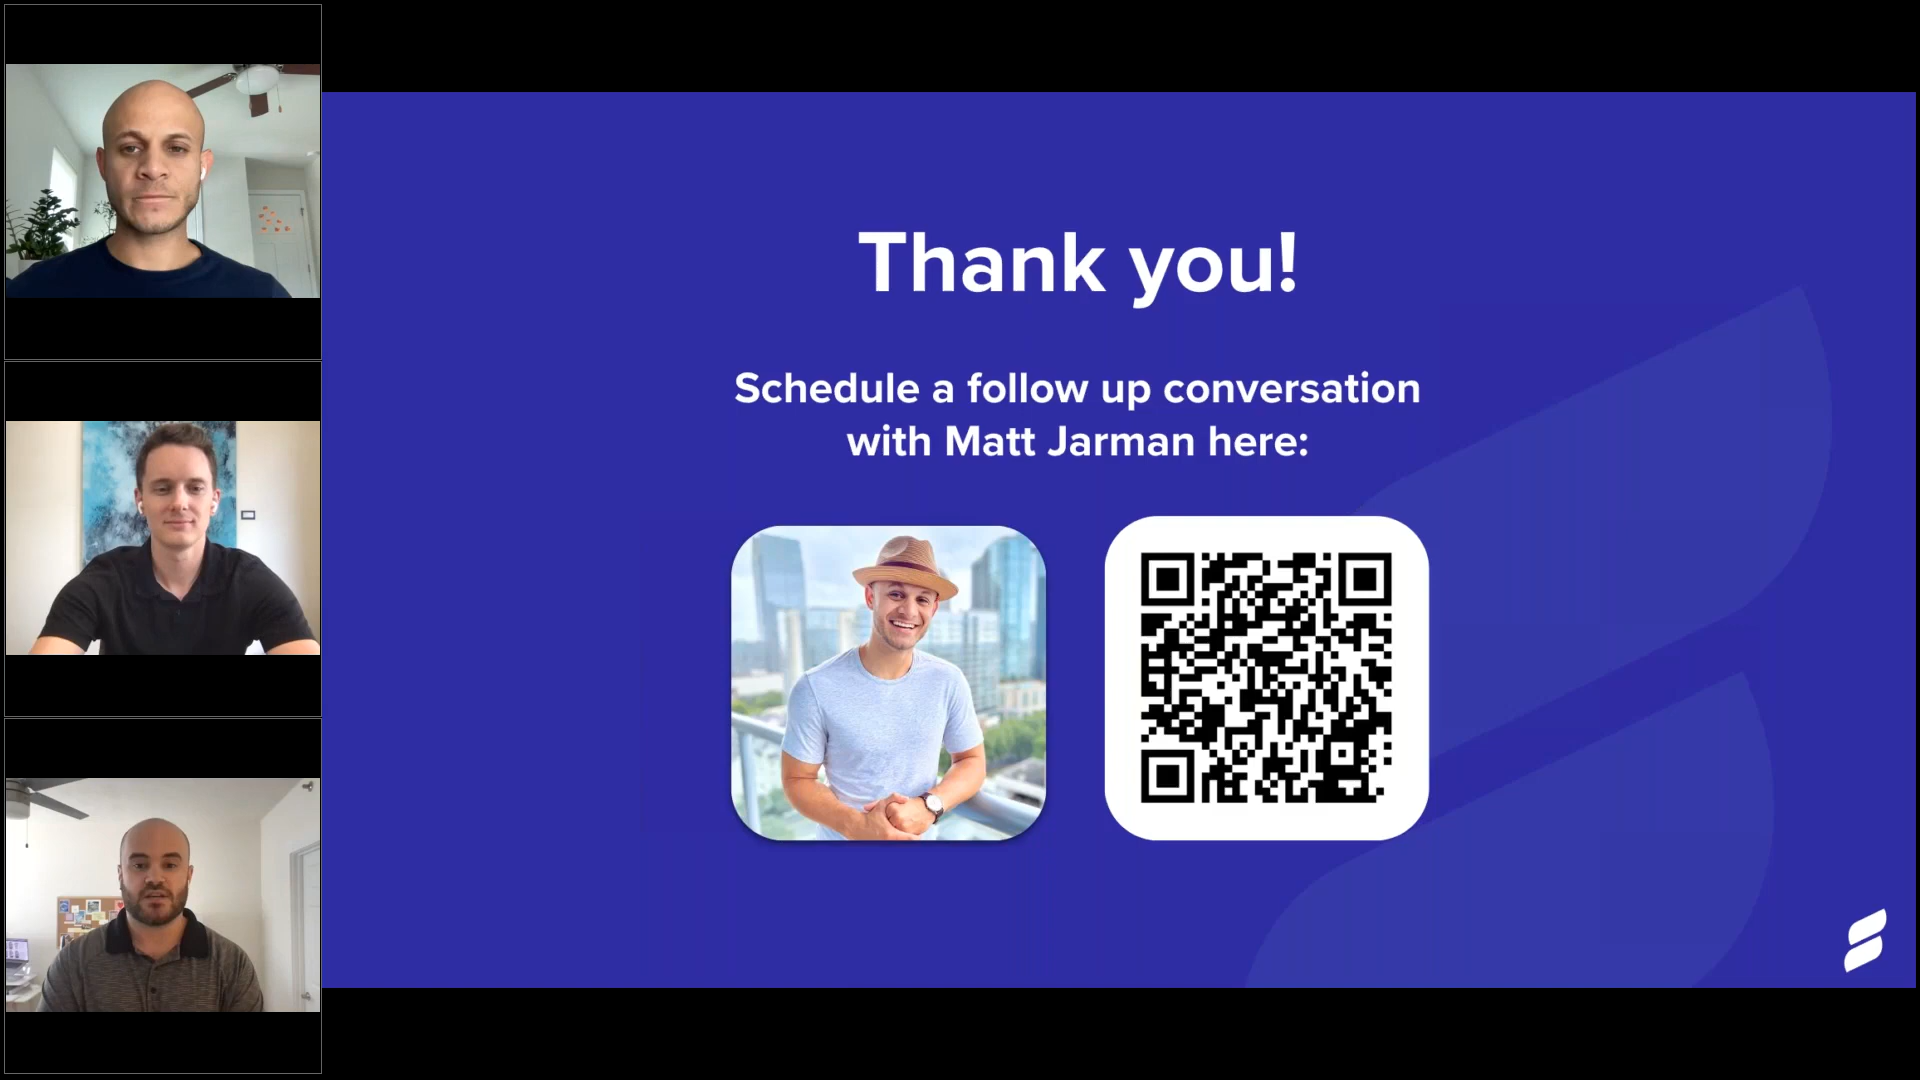 Thank you!
Schedule a follow up conversation
with Matt Jarman here: